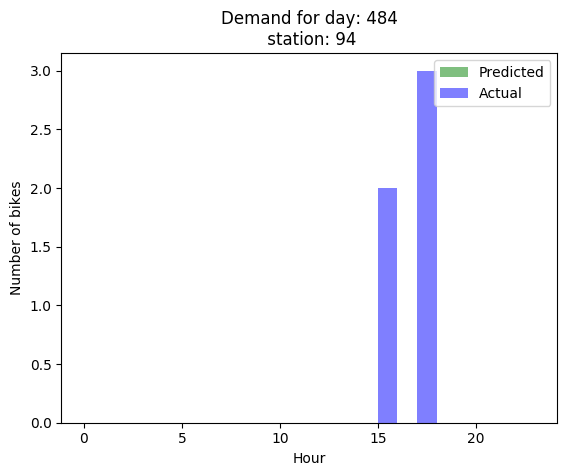 Demand for day: 484
station: 94
Predicted
Actual
Number of bikes
3.0
2.5
2.0
1.5
1.0
0.5
0.0
0 5 10 15 20
Hour